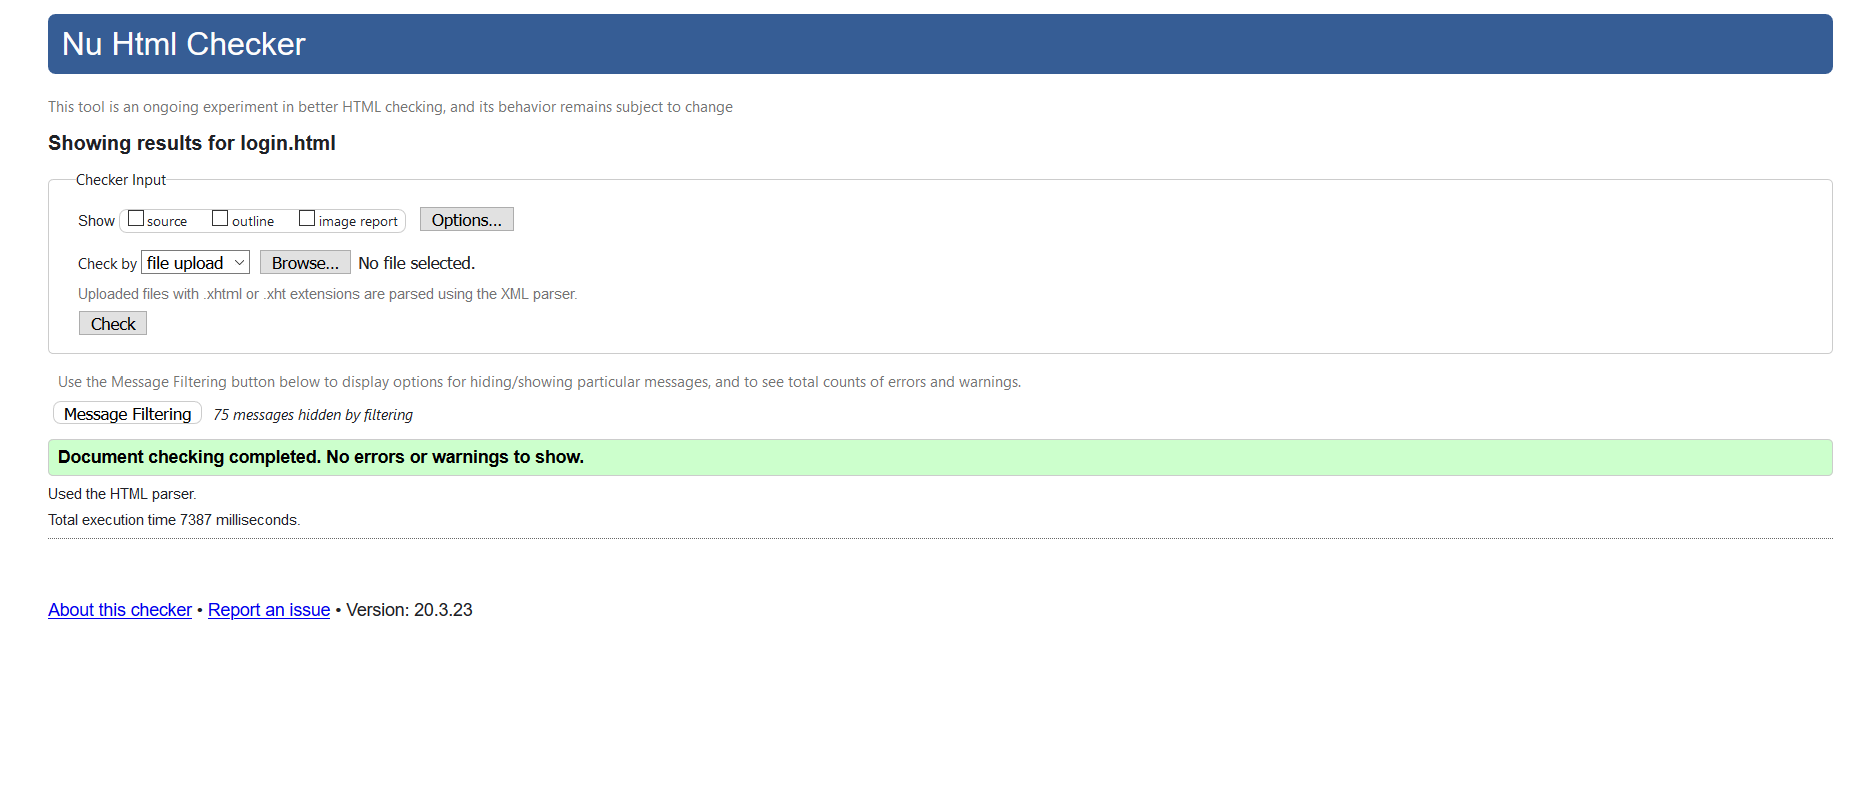 Nu Html Checker
This tool is an ongoing experiment in better HTML checking, and its behavior remains subject to change
Showing results for login.html
Checker Input
Show source outline image report Options...
Check by file upload Browse... No file selected.
Uploaded files with .xhtml or .xht extensions are parsed using the XML parser.
Check
Use the Message Filtering button below to display options for hiding/showing particular messages, and to see total counts of errors and warnings.
Message Filtering 75 messages hidden by filtering
Document checking completed. No errors or warnings to show.
Used the HTML parser.
Total execution time 7387 milliseconds.
About this checker • Report an issue • Version: 20.3.23